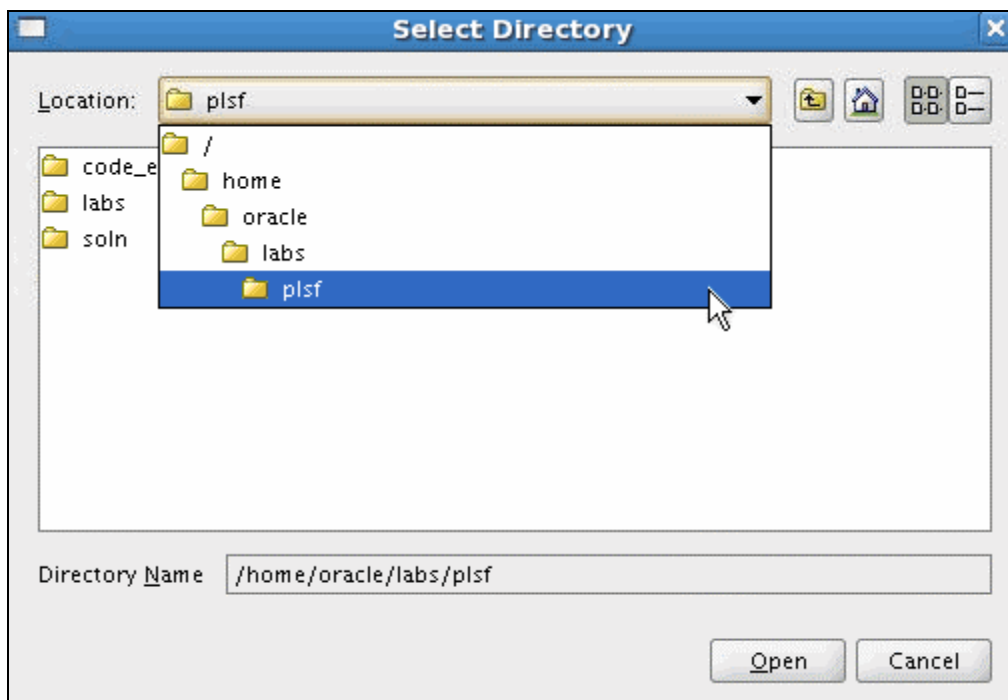 Select Directory
Location: plsf
/
code_e
home
labs
oracle
soln
labs
plsf
Directory Name /home/oracle/labs/plsf
Open Cancel